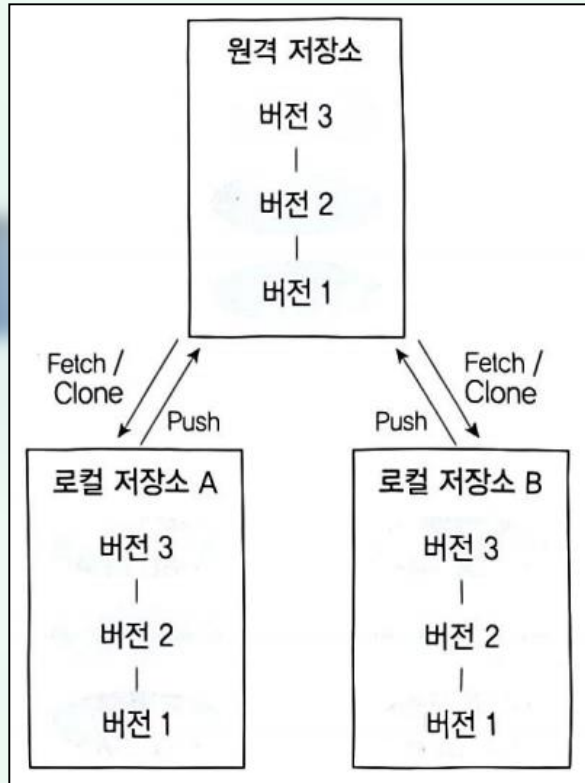 원격 저장소
버전 3
버전 2
버전 1
Fetch /
Clone
Push
Push
Fetch /
Clone
로컬 저장소 A
버전 3
버전 2
버전 1
로컬 저장소 B
버전 3
버전 2
버전 1